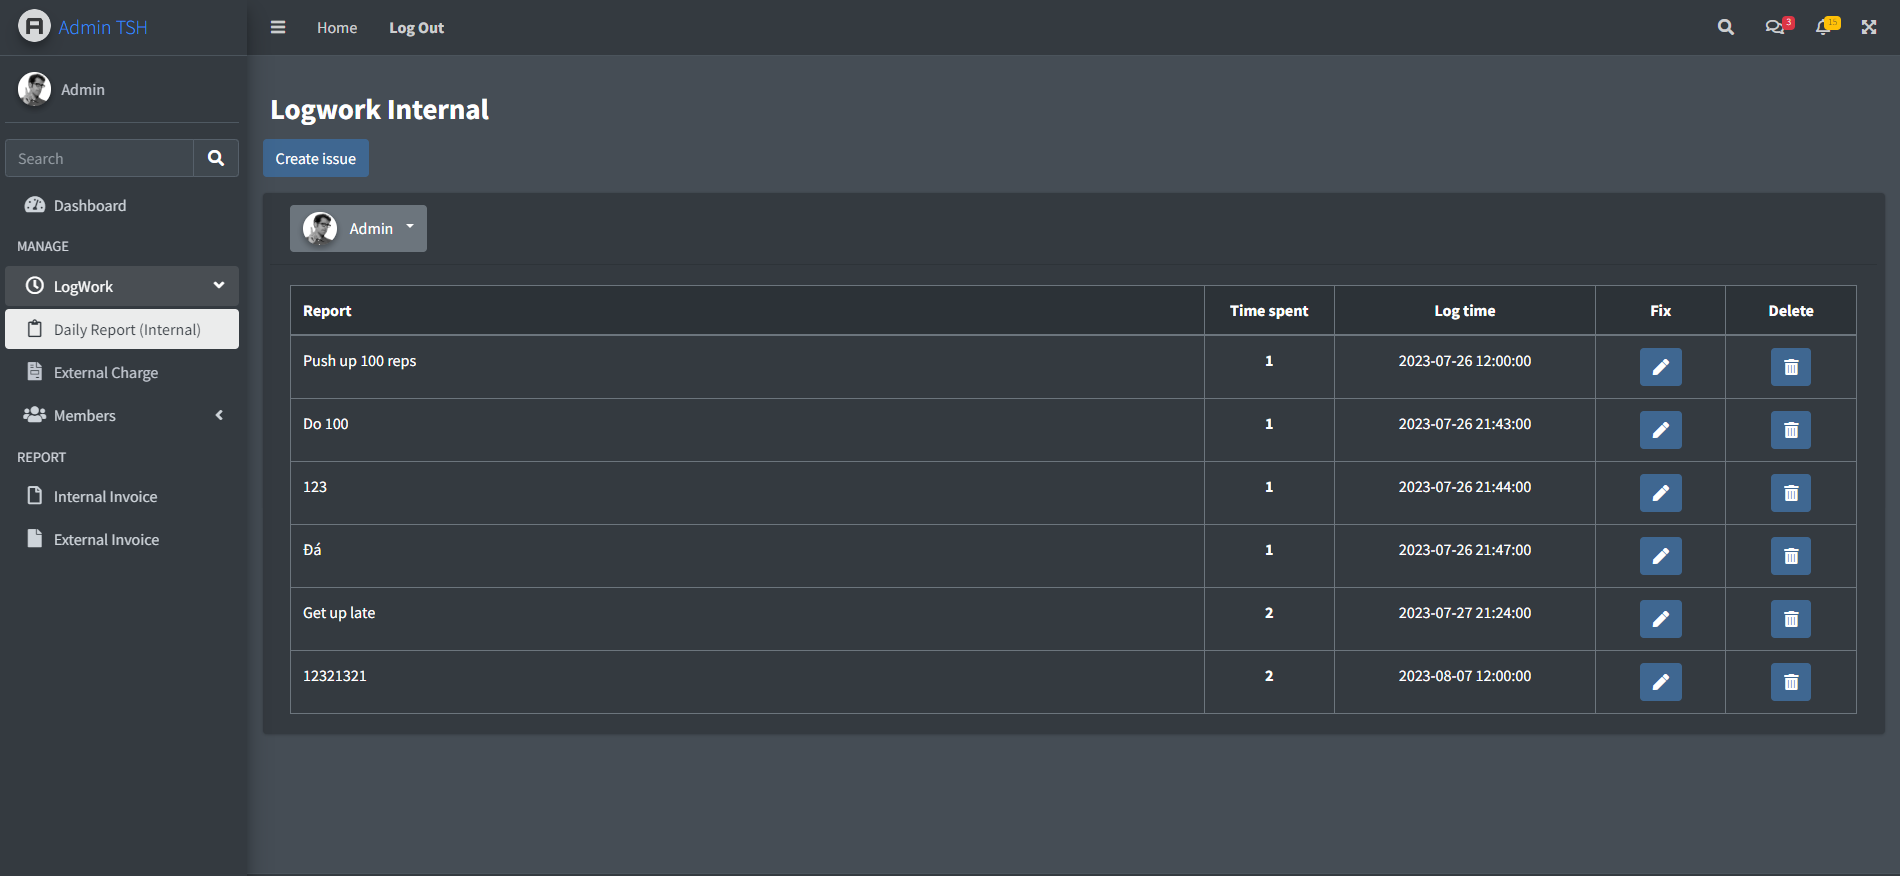 Admin TSH
Home
Log Out
3
15
Admin
Search
Dashboard
MANAGE
LogWork
Daily Report (Internal)
External Charge
Members
REPORT
Internal Invoice
External Invoice
Logwork Internal
Create issue
Admin
Report Time spent Log time Fix Delete
Push up 100 reps 1 2023-07-26 12:00:00
Do 100 1 2023-07-26 21:43:00
123 1 2023-07-26 21:44:00
Đá 1 2023-07-26 21:47:00
Get up late 2 2023-07-27 21:24:00
12321321 2 2023-08-07 12:00:00